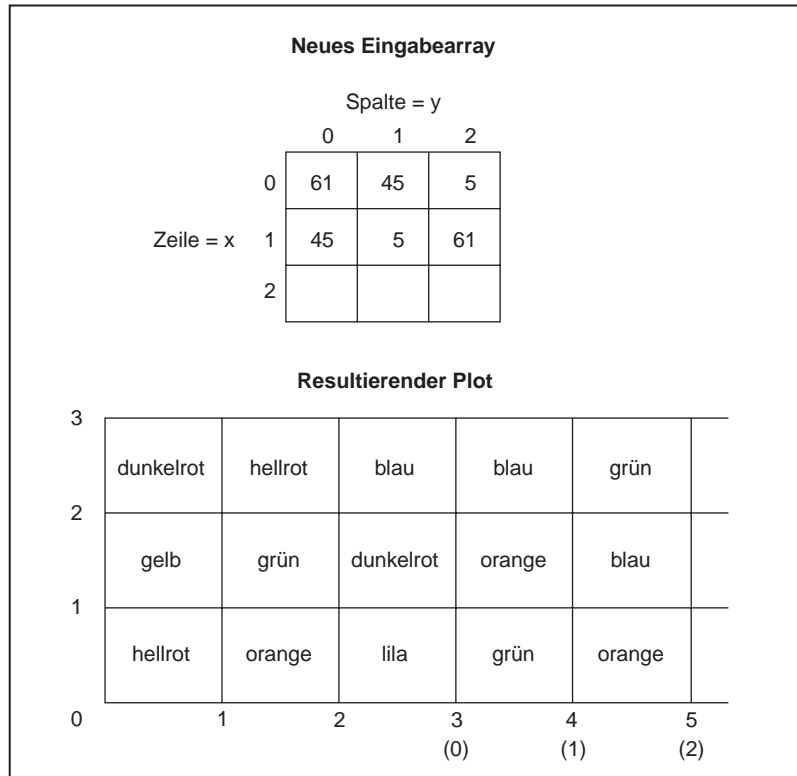 Neues Eingabearray
Spalte = y
0 1 2
0 61 45 5
Zeile = x 1 45 5 61
2
Resultierender Plot
3
dunkelrot hellrot blau blau grün
2
gelb grün dunkelrot orange blau
1
hellrot orange lila grün orange
0 1 2 3 4 5
(0) (1) (2)